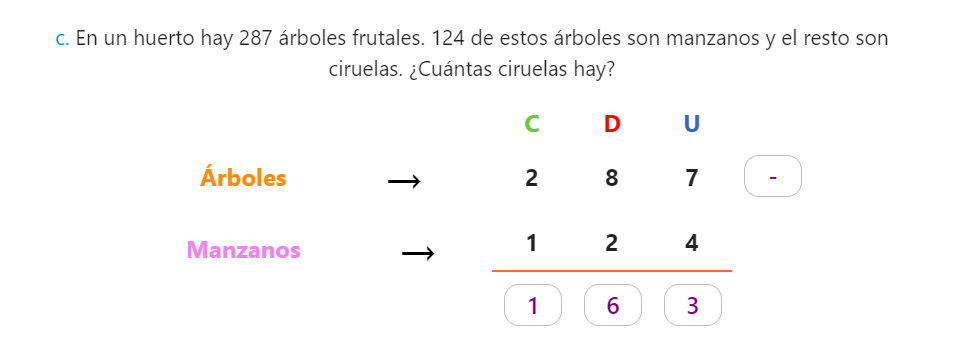 c. En un huerto hay 287 árboles frutales. 124 de estos árboles son manzanos y el resto son
ciruelas. ¿Cuántas ciruelas hay?
C D U
Árboles → 2 8 7 -
Manzanos → 1 2 4
1 6 3